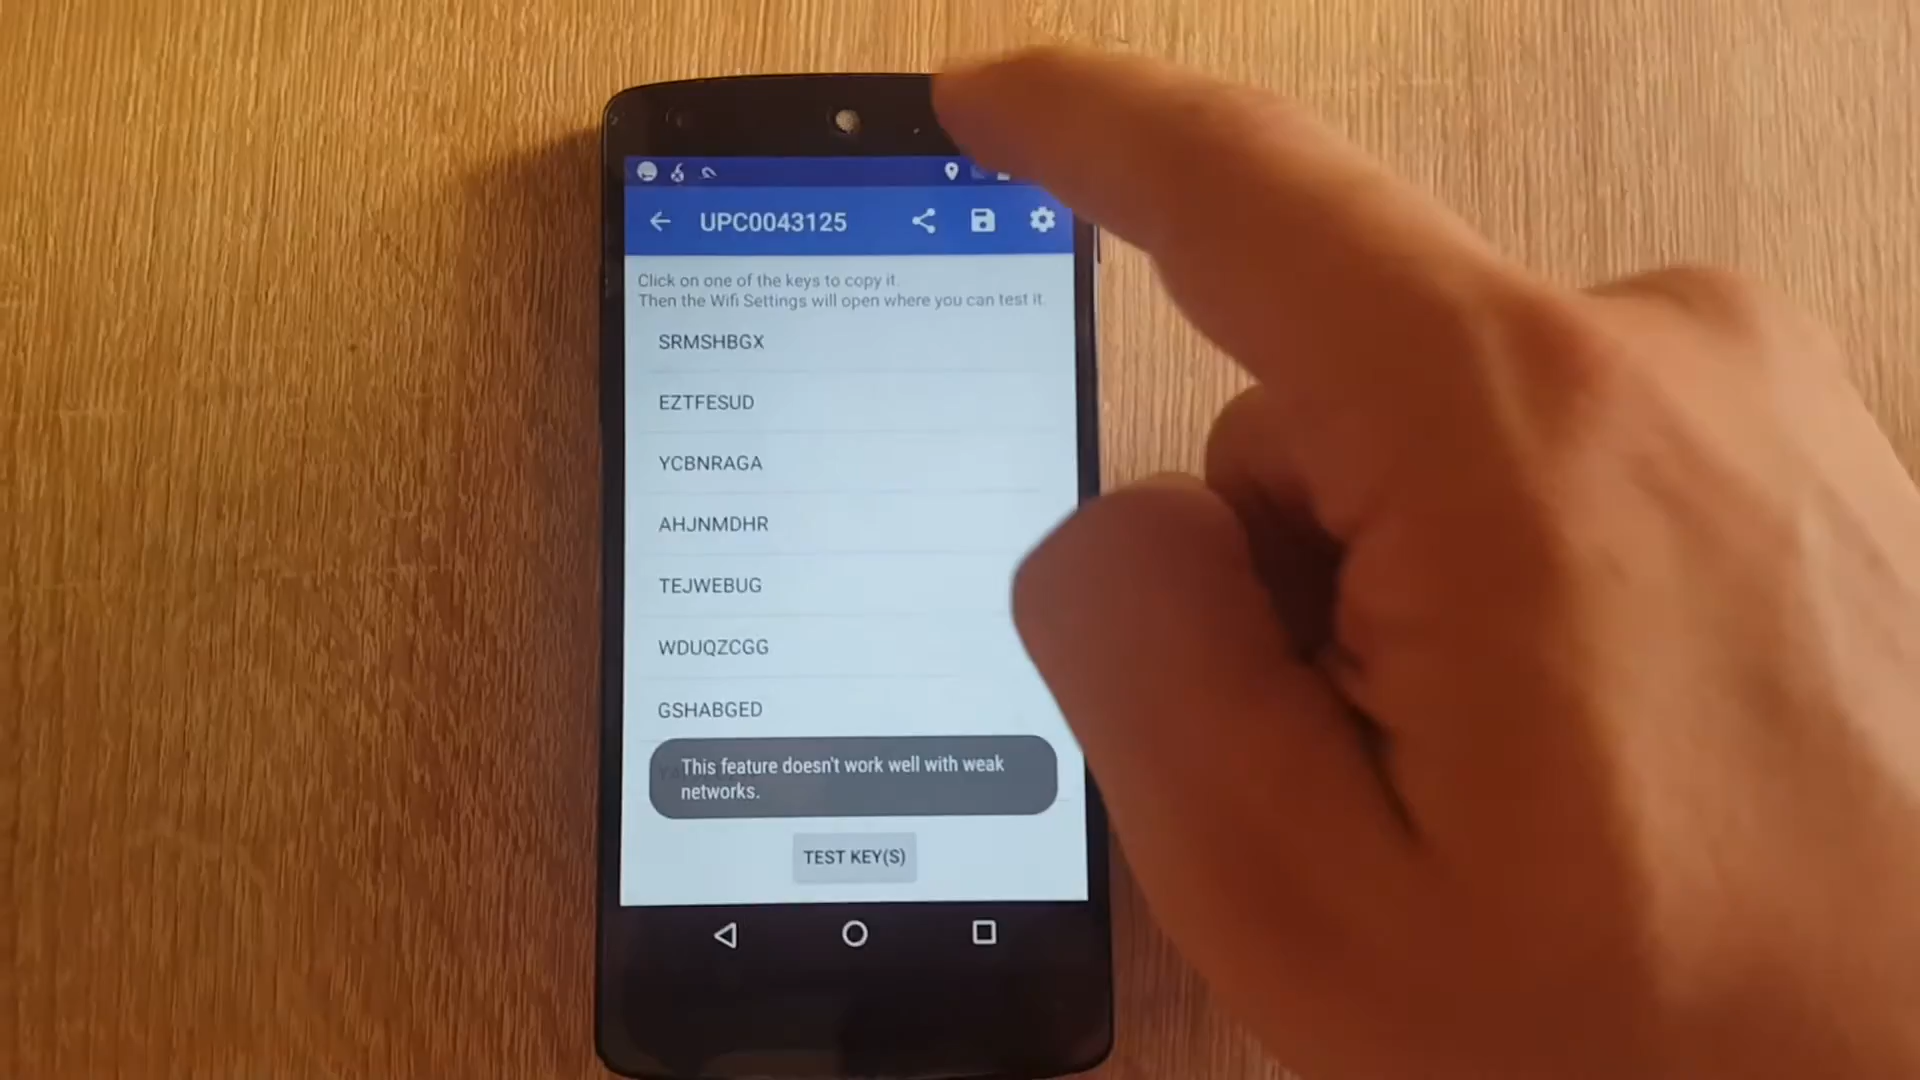 UPC0043125
Click on one of the keys to copy it.
Then the Wifi Settings will open where you can test it.
SRMSHBGX
EZTFESUD
YCBNRAGA
AHJNMDHR
TEJWEBUG
WDUQZCGG
GSHABGED
This feature doesn't work well with weak
networks.
TEST KEY(S)